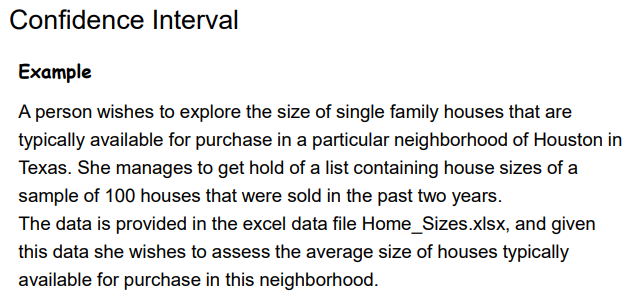 Confidence Interval
Example
A person wishes to explore the size of single family houses that are
typically available for purchase in a particular neighborhood of Houston in
Texas. She manages to get hold of a list containing house sizes of a
sample of 100 houses that were sold in the past two years.
The data is provided in the excel data file Home_Sizes.xlsx, and given
this data she wishes to assess the average size of houses typically
available for purchase in this neighborhood.